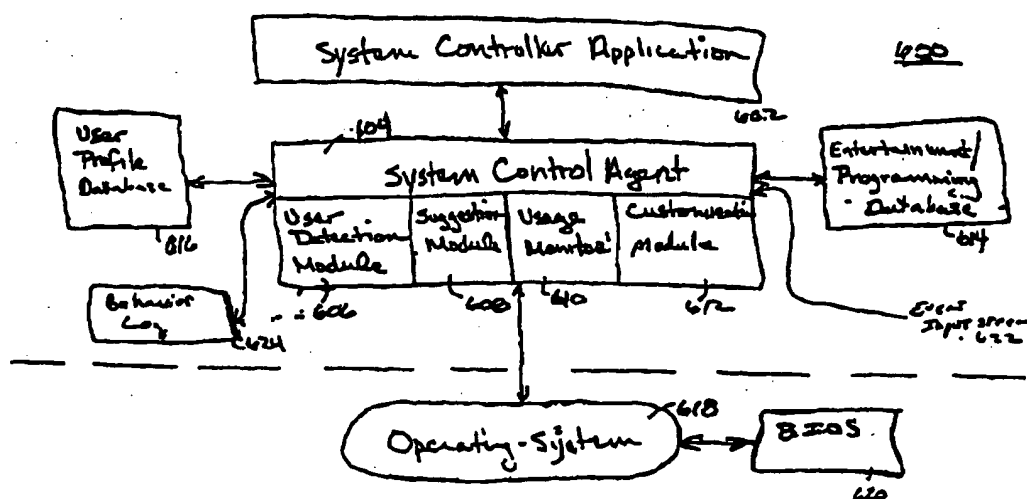 System Controller Application
600
602
604
User
Profile
Database
616
System Control Agent
Entertainment/
Programming
Database
614
User
Detection
Module
606
Suggestion
Module
608
Usage
Monitor
610
Customization
Module
612
Behavior
Log
624
Event
Input stream
622
Operating-System
618
BIOS
620